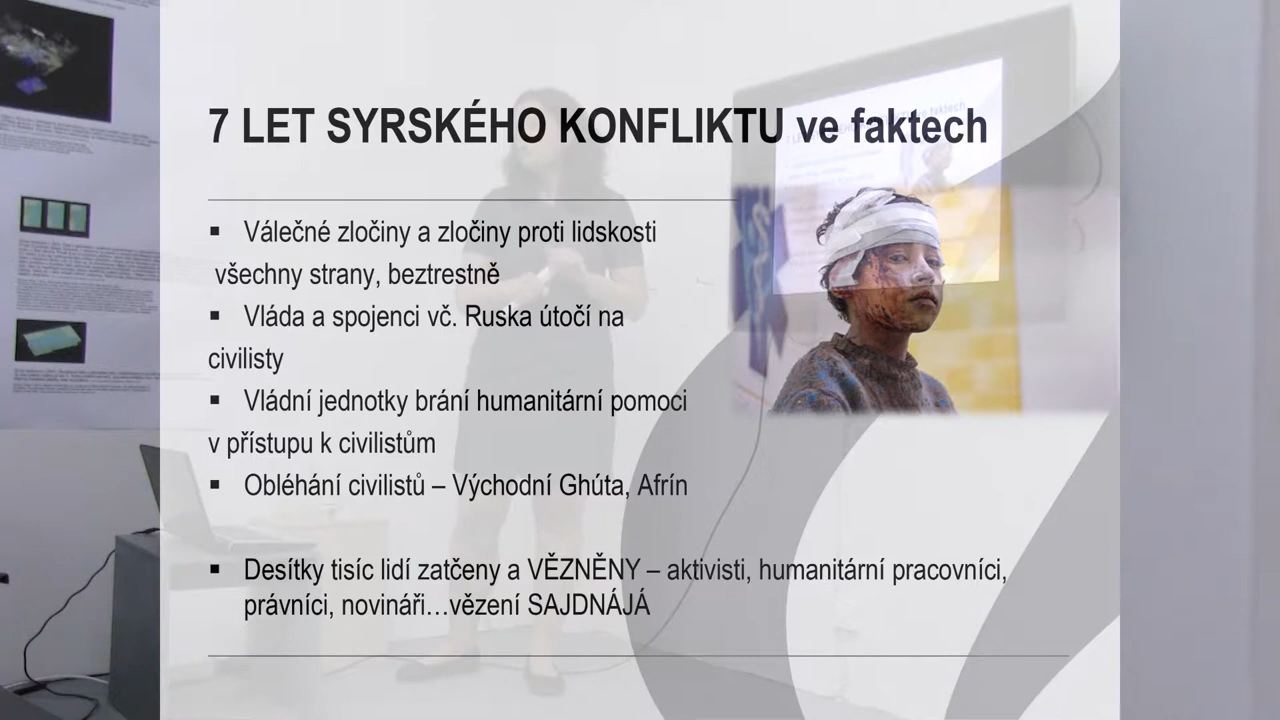 7 LET SYRSKÉHO KONFLIKTU ve faktech
▪ Válečné zločiny a zločiny proti lidskosti
všechny strany, beztrestně
▪ Vláda a spojenci vč. Ruska útočí na
civilisty
▪ Vládní jednotky brání humanitární pomoci
v přístupu k civilistům
▪ Obléhání civilistů – Východní Ghúta, Afrín
▪ Desítky tisíc lidí zatčeny a VĚZNĚNY – aktivisti, humanitární pracovníci,
právníci, novináři…vězení SAJDNÁJÁ